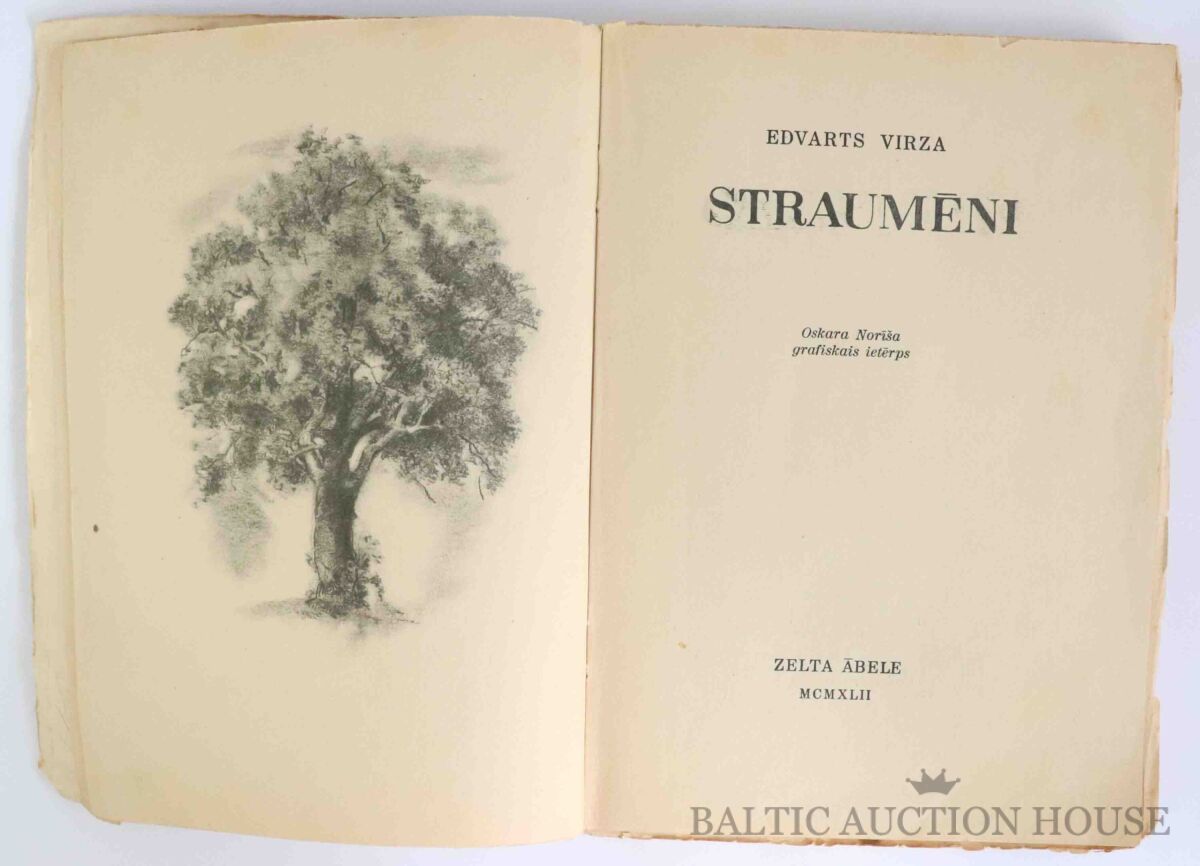 EDVARTS VIRZA
STRAUMĒNI
Oskara Norīša
grafiskais ietērps
ZELTA ĀBELE
MCMXLII
BALTIC AUCTION HOUSE